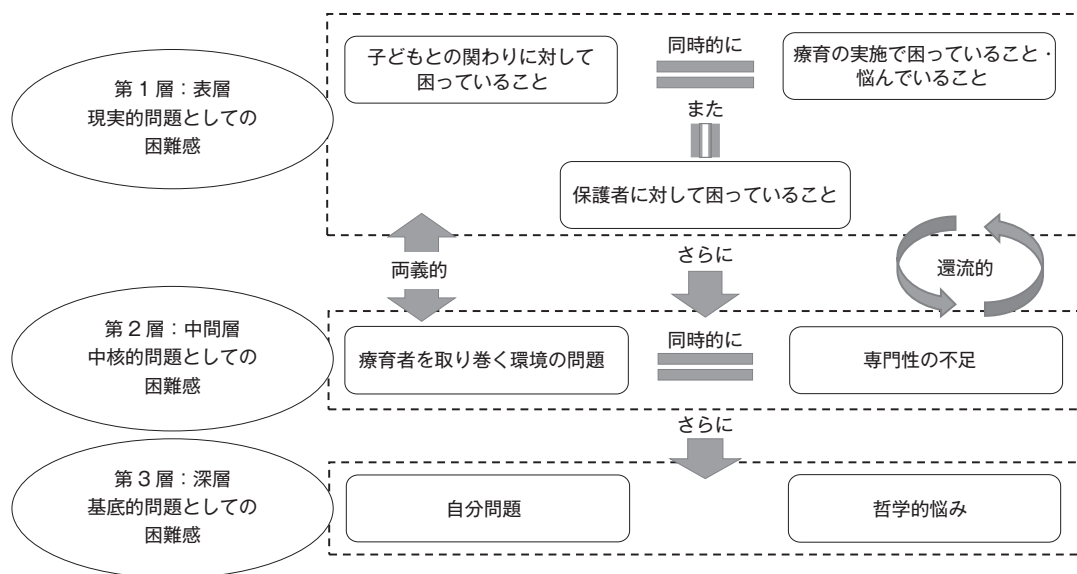 第1層：表層
現実的問題としての
困難感
子どもとの関わりに対して
困っていること
同時的に
療育の実施で困っていること・
悩んでいること
また
保護者に対して困っていること
両義的
さらに
還流的
第2層：中間層
中核的問題としての
困難感
療育者を取り巻く環境の問題
同時的に
専門性の不足
さらに
第3層：深層
基底的問題としての
困難感
自分問題
哲学的悩み